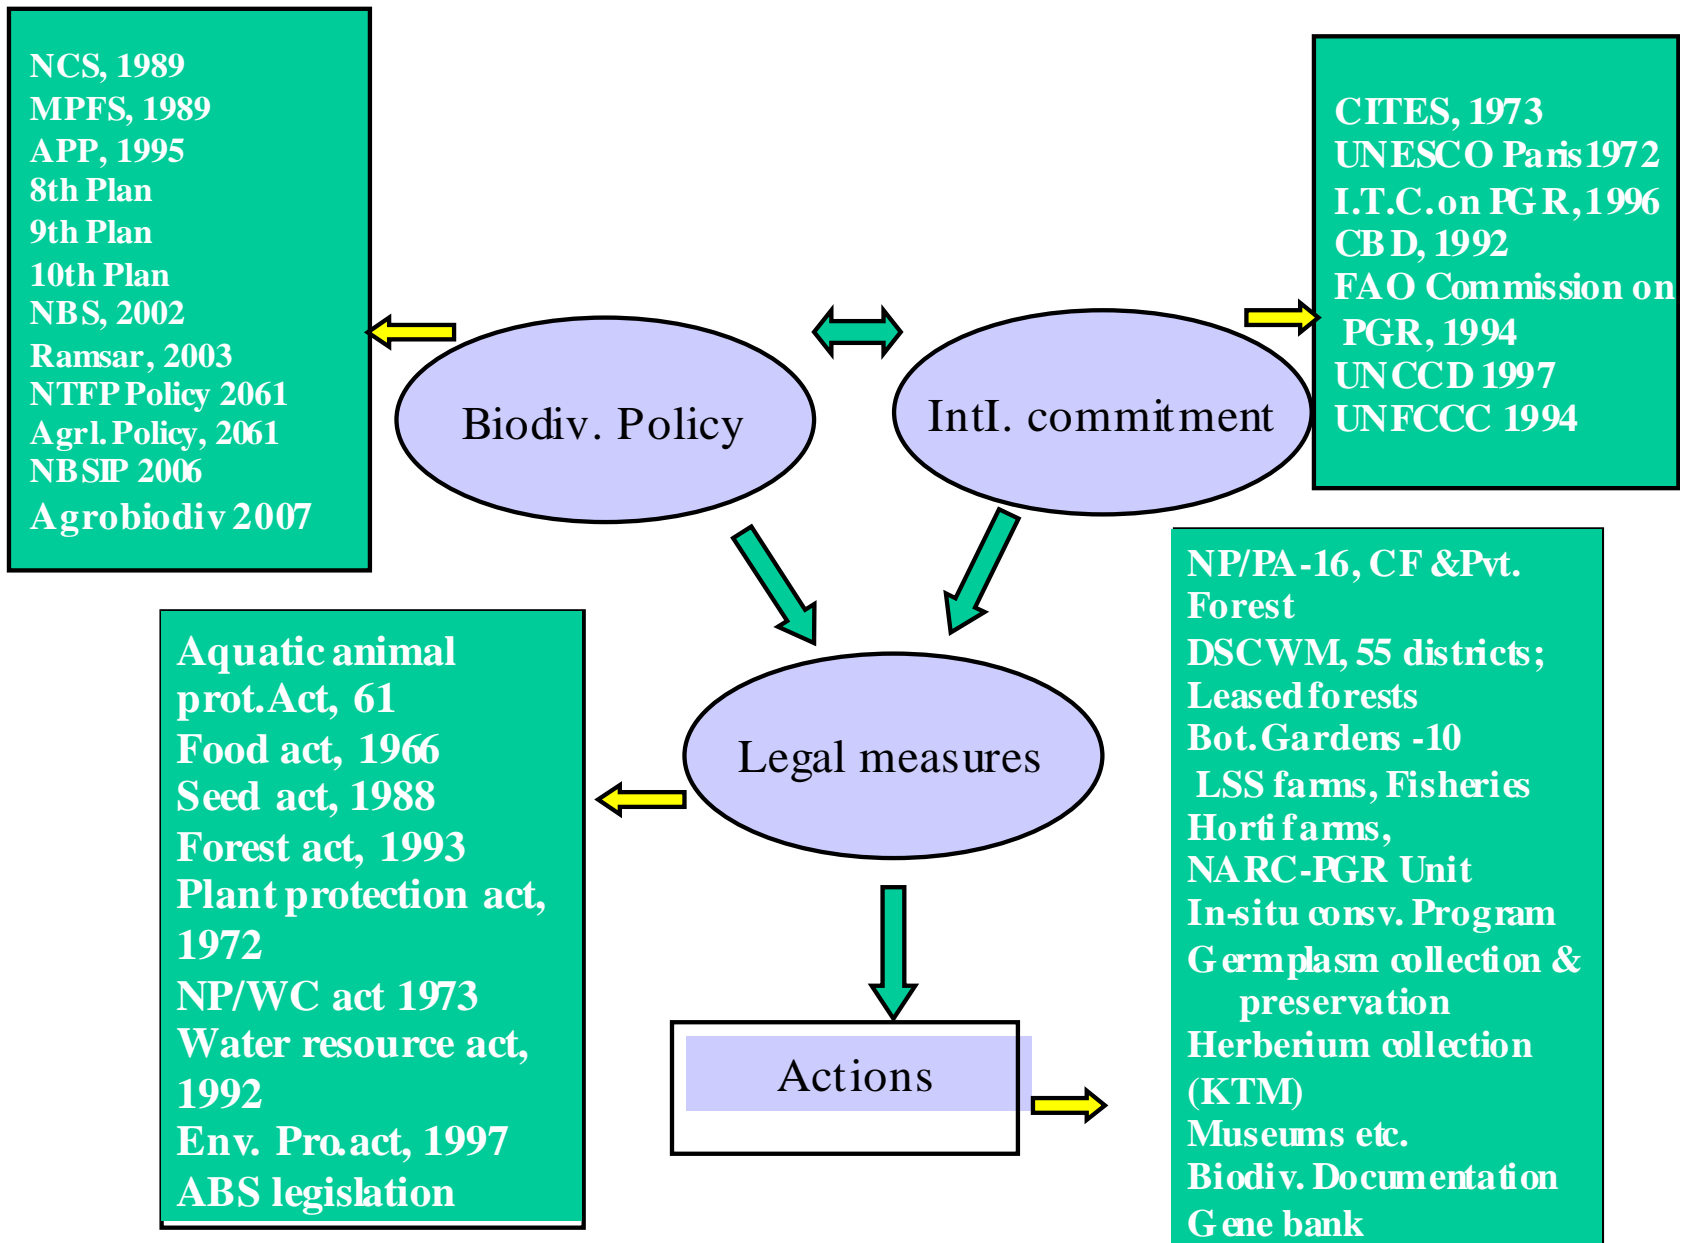 NCS, 1989
MPFS, 1989
APP, 1995
8th Plan
9th Plan
10th Plan
NBS, 2002
Ramsar, 2003
NTFP Policy 2061
Agrl. Policy, 2061
NBSIP 2006
Agrobiodiv 2007
CITES, 1973
UNESCO Paris1972
I.T.C. on PGR, 1996
CBD, 1992
FAO Commission on
PGR, 1994
UNCCD 1997
UNFCCC 1994
Biodiv. Policy
Intl. commitment
Aquatic animal
prot. Act, 61
Food act, 1966
Seed act, 1988
Forest act, 1993
Plant protection act,
1972
NP/WC act 1973
Water resource act,
1992
Env. Pro.act, 1997
ABS legislation
Legal measures
Actions
NP/PA-16, CF &Pvt.
Forest
DSCWM, 55 districts;
Leased forests
Bot. Gardens -10
LSS farms, Fisheries
Horti farms,
NARC-PGR Unit
In-situ consv. Program
Germplasm collection &
preservation
Herberium collection
(KTM)
Museums etc.
Biodiv. Documentation
Gene bank